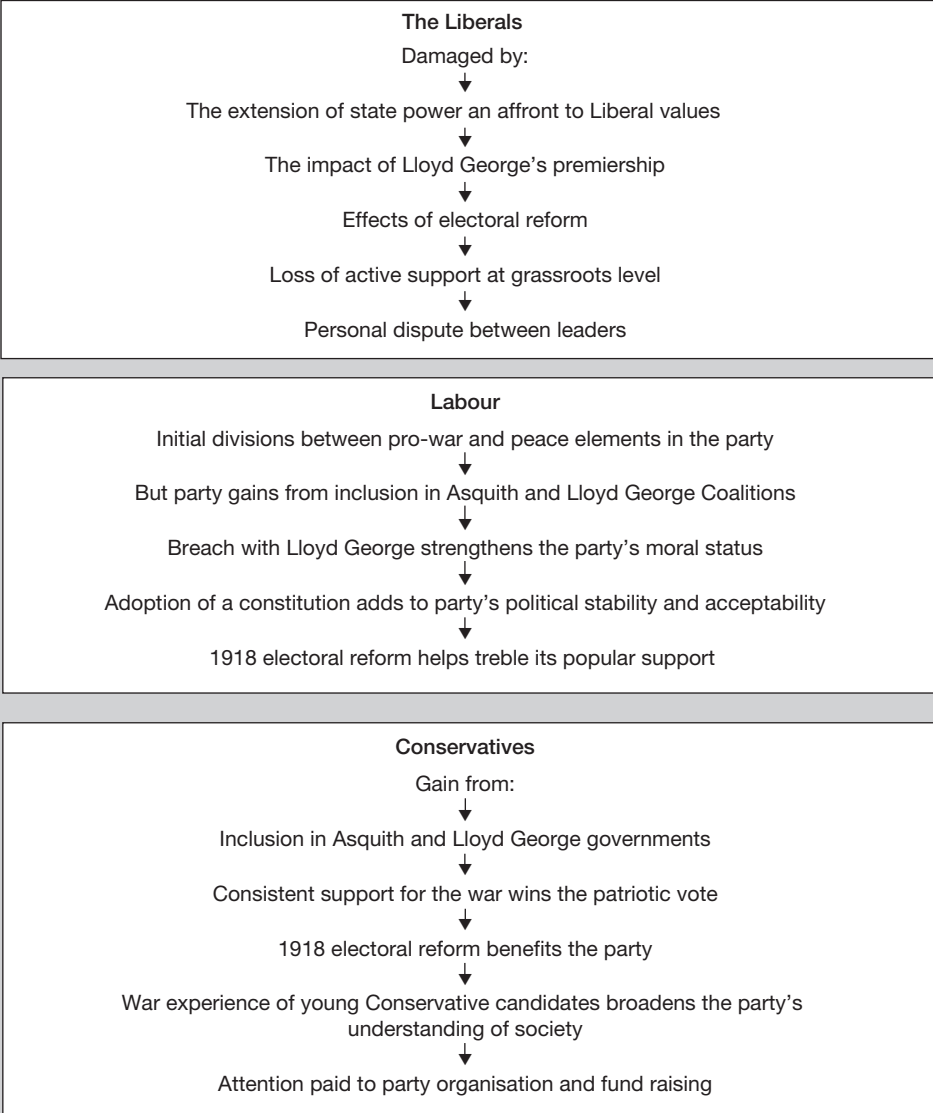 The Liberals
Damaged by:
The extension of state power an affront to Liberal values
The impact of Lloyd George's premiership
Effects of electoral reform
Loss of active support at grassroots level
Personal dispute between leaders
Labour
Initial divisions between pro-war and peace elements in the party
But party gains from inclusion in Asquith and Lloyd George Coalitions
Breach with Lloyd George strengthens the party's moral status
Adoption of a constitution adds to party's political stability and acceptability
1918 electoral reform helps treble its popular support
Conservatives
Gain from:
Inclusion in Asquith and Lloyd George governments
Consistent support for the war wins the patriotic vote
1918 electoral reform benefits the party
War experience of young Conservative candidates broadens the party's
understanding of society
Attention paid to party organisation and fund raising